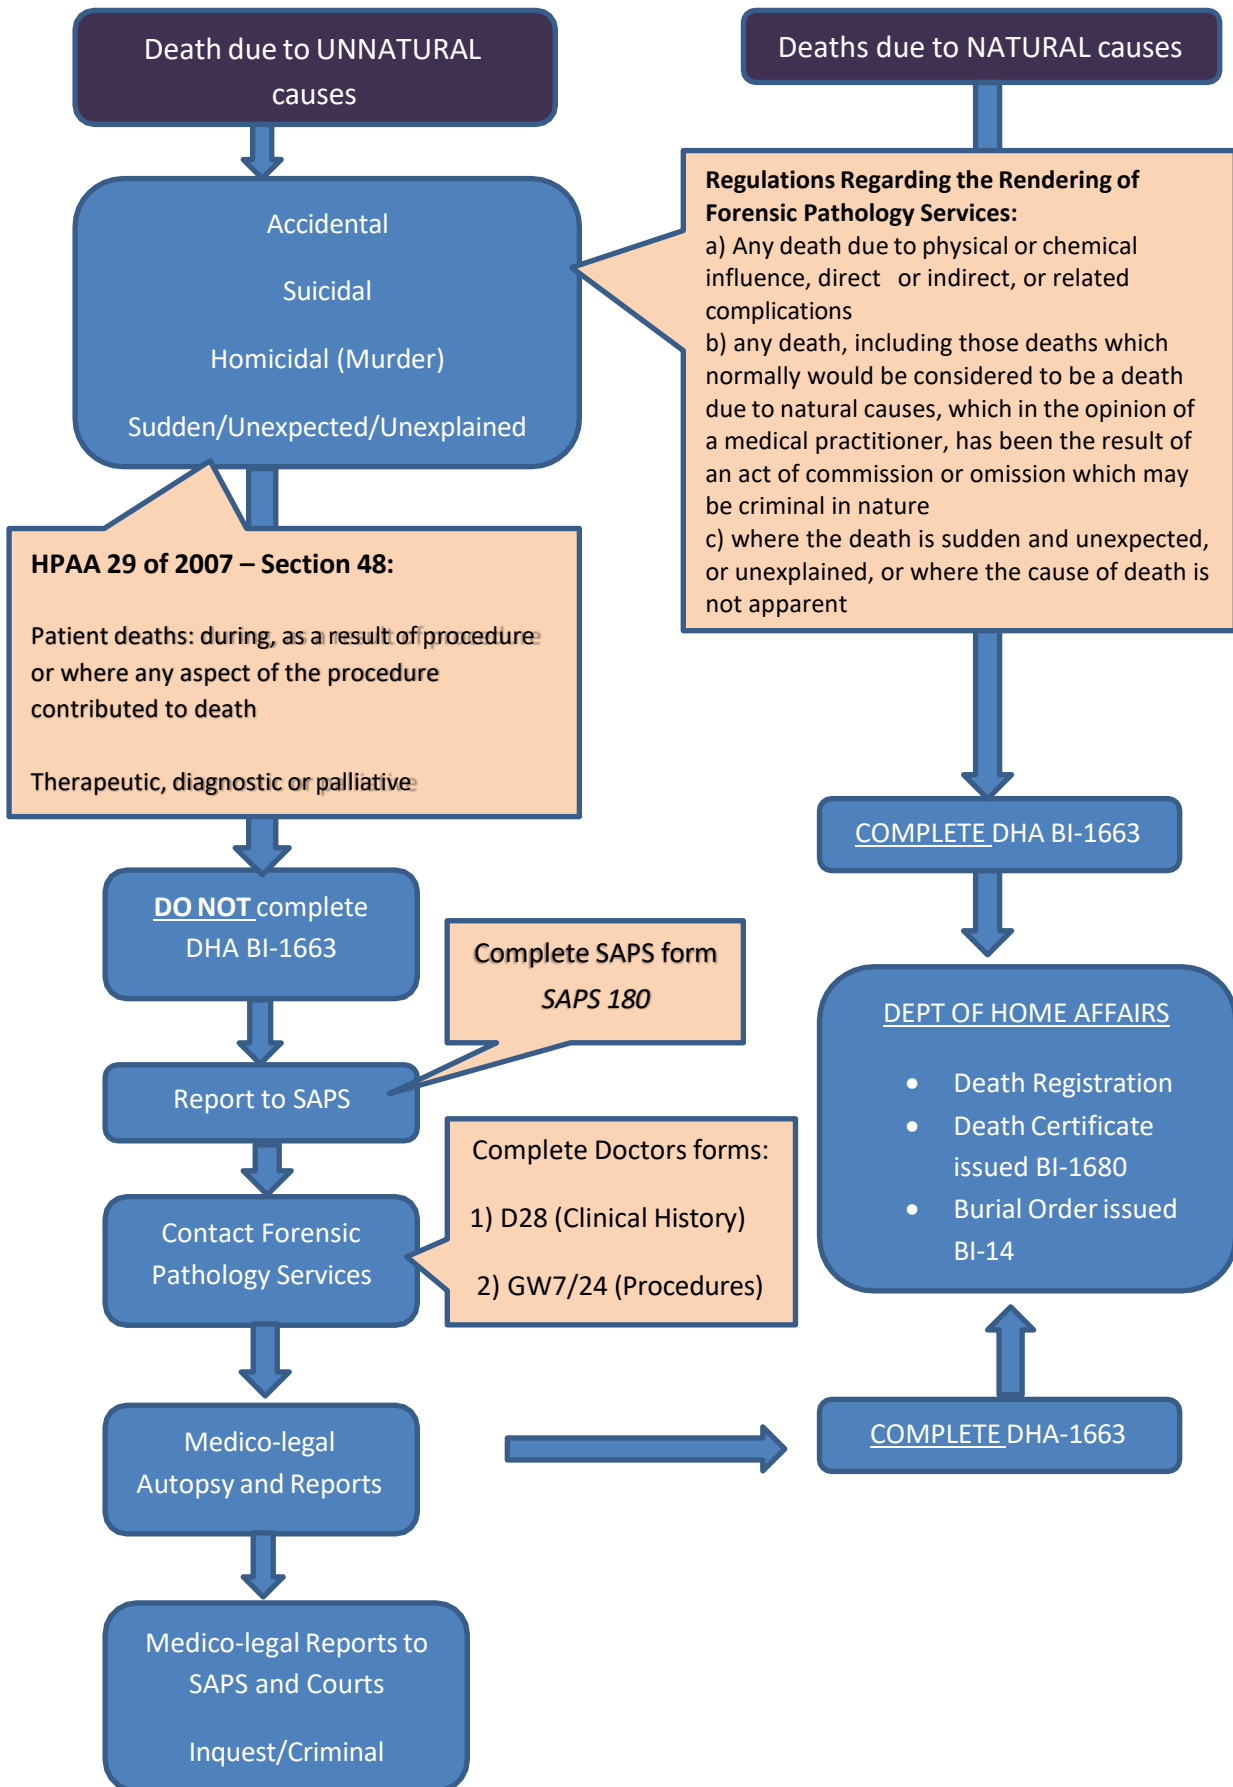 Death due to UNNATURAL
causes
Accidental
Suicidal
Homicidal (Murder)
Sudden/Unexpected/Unexplained
HPAA 29 of 2007 – Section 48:
Patient deaths: during, as a result of procedure
or where any aspect of the procedure
contributed to death
Therapeutic, diagnostic or palliative
DO NOT complete
DHA BI-1663
Report to SAPS
Complete SAPS form
SAPS 180
Contact Forensic
Pathology Services
Complete Doctors forms:
1) D28 (Clinical History)
2) GW7/24 (Procedures)
Medico-legal
Autopsy and Reports
Medico-legal Reports to
SAPS and Courts
Inquest/Criminal
Deaths due to NATURAL causes
Regulations Regarding the Rendering of
Forensic Pathology Services:
a) Any death due to physical or chemical
influence, direct or indirect, or related
complications
b) any death, including those deaths which
normally would be considered to be a death
due to natural causes, which in the opinion of
a medical practitioner, has been the result of
an act of commission or omission which may
be criminal in nature
c) where the death is sudden and unexpected,
or unexplained, or where the cause of death is
not apparent
COMPLETE DHA BI-1663
DEPT OF HOME AFFAIRS
• Death Registration
• Death Certificate
issued BI-1680
• Burial Order issued
BI-14
COMPLETE DHA-1663